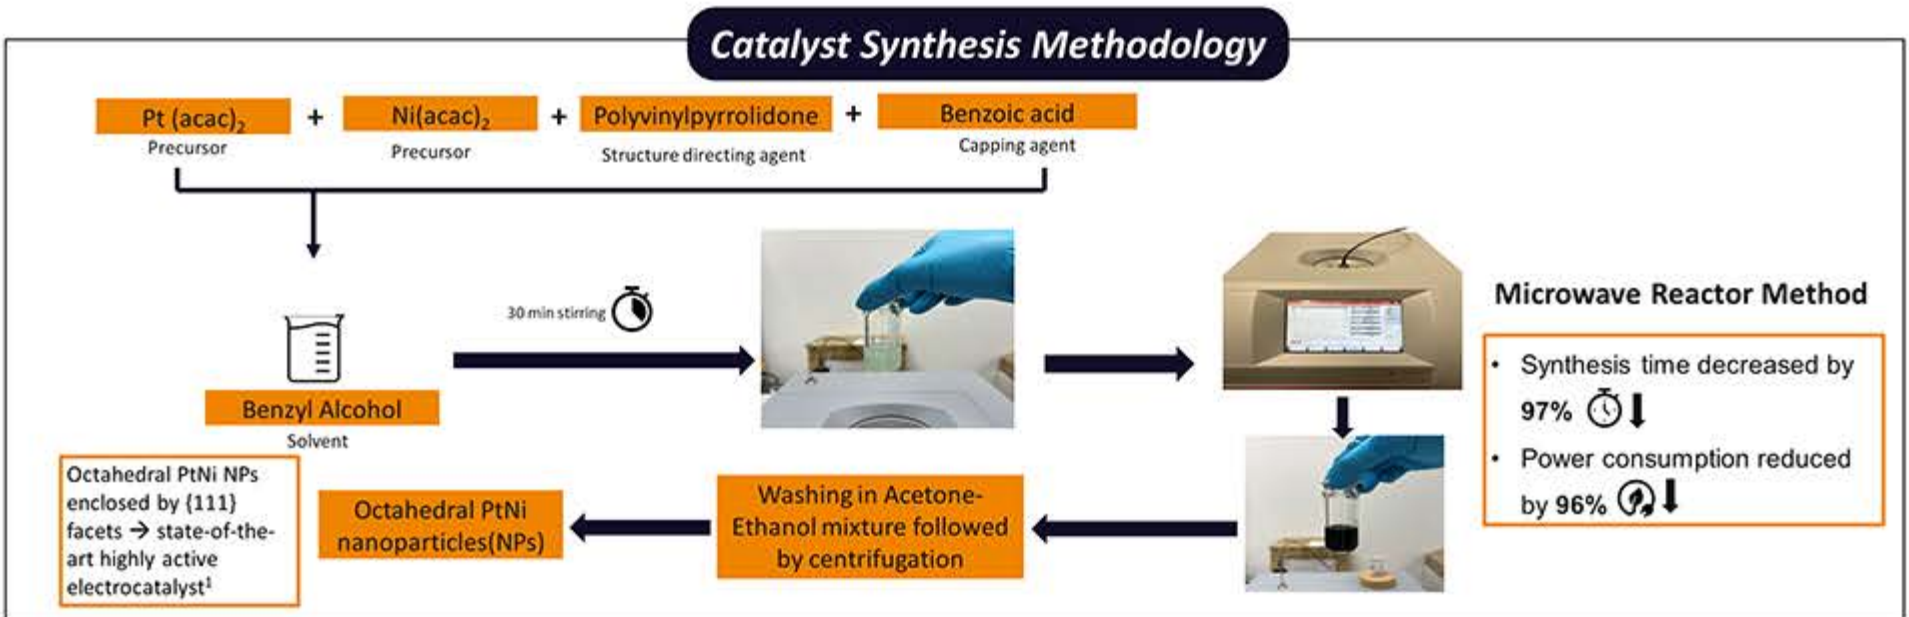 Catalyst Synthesis Methodology
Pt (acac)₂ + Ni(acac)₂ + Polyvinylpyrrolidone + Benzoic acid
Precursor
Precursor
Structure directing agent
Capping agent
30 min stirring
Benzyl Alcohol
Solvent
Microwave Reactor Method
• Synthesis time decreased by
97%
• Power consumption reduced
by 96%
Washing in Acetone-
Ethanol mixture followed
by centrifugation
Octahedral PtNi
nanoparticles(NPs)
Octahedral PtNi NPs
enclosed by {111}
facets → state-of-the-
art highly active
electrocatalyst¹